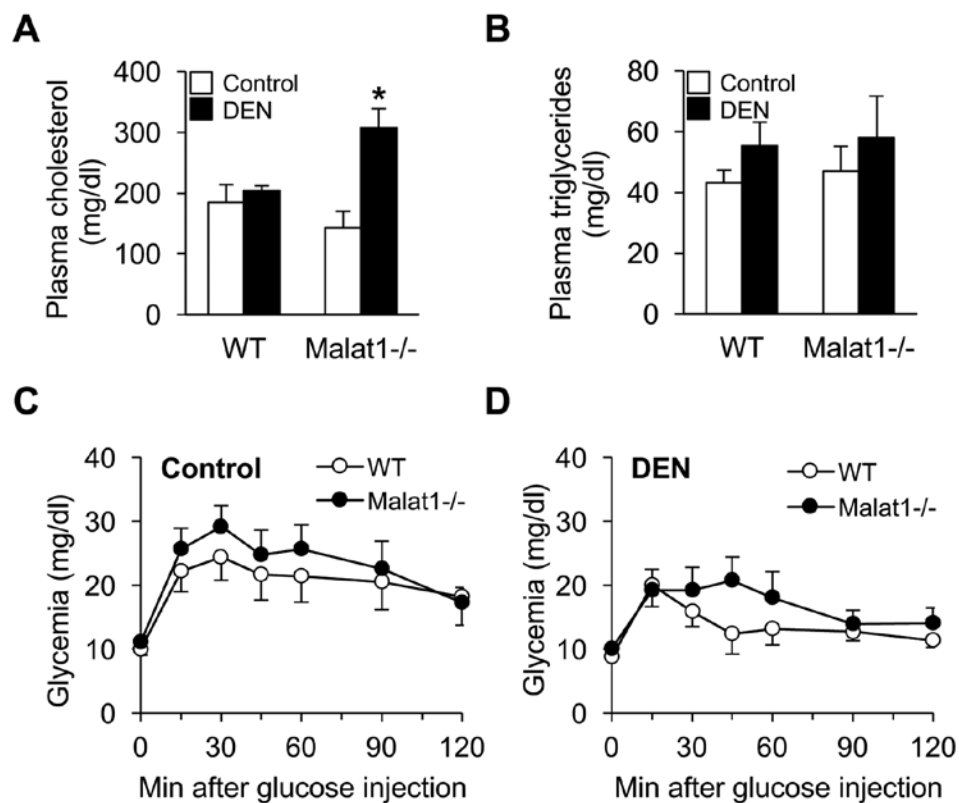 A
Plasma cholesterol
(mg/dl)
400
300
200
100
0
Control
DEN
*
WT
Malat1-/-
B
Plasma triglycerides
(mg/dl)
80
60
40
20
0
Control
DEN
WT
Malat1-/-
C
Glycemia (mg/dl)
40
30
20
10
0
Control
WT
Malat1-/-
0 30 60 90 120
Min after glucose injection
D
Glycemia (mg/dl)
40
30
20
10
0
DEN
WT
Malat1-/-
0 30 60 90 120
Min after glucose injection